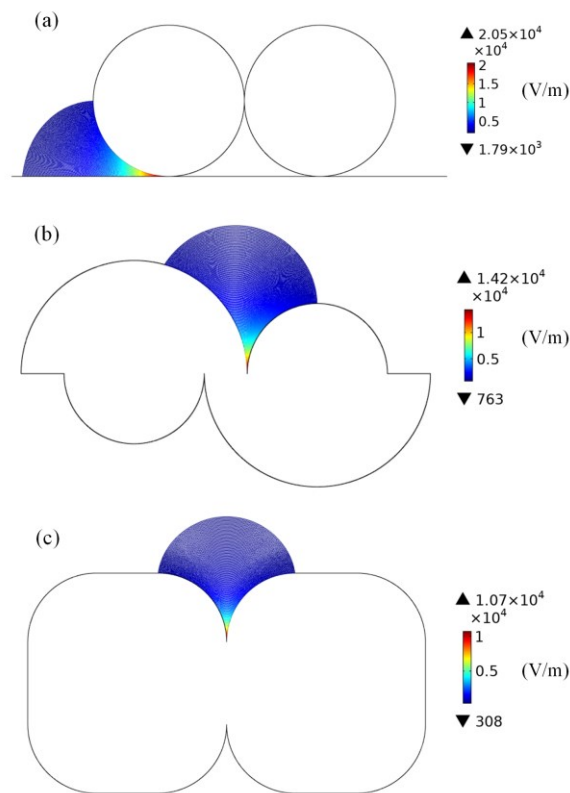 (a)
▲ 2.05×10⁴
×10⁴
2
1.5
1
0.5
(V/m)
▼ 1.79×10³
(b)
▲ 1.42×10⁴
×10⁴
1
0.5
(V/m)
▼ 763
(c)
▲ 1.07×10⁴
×10⁴
1
0.5
(V/m)
▼ 308